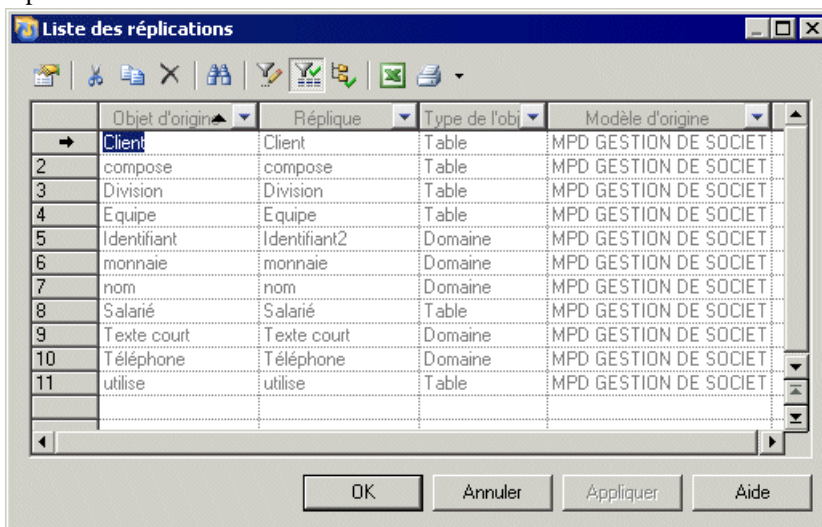 Liste des réplications
Objet d'origine Réplique Type de l'obj Modèle d'origine
Client Client Table MPD GESTION DE SOCIET
2 compose compose Table MPD GESTION DE SOCIET
3 Division Division Table MPD GESTION DE SOCIET
4 Equipe Equipe Table MPD GESTION DE SOCIET
5 Identifiant Identifiant2 Domaine MPD GESTION DE SOCIET
6 monnaie monnaie Domaine MPD GESTION DE SOCIET
7 nom nom Domaine MPD GESTION DE SOCIET
8 Salarié Salarié Table MPD GESTION DE SOCIET
9 Texte court Texte court Domaine MPD GESTION DE SOCIET
10 Téléphone Téléphone Domaine MPD GESTION DE SOCIET
11 utilise utilise Table MPD GESTION DE SOCIET
OK Annuler Appliquer Aide